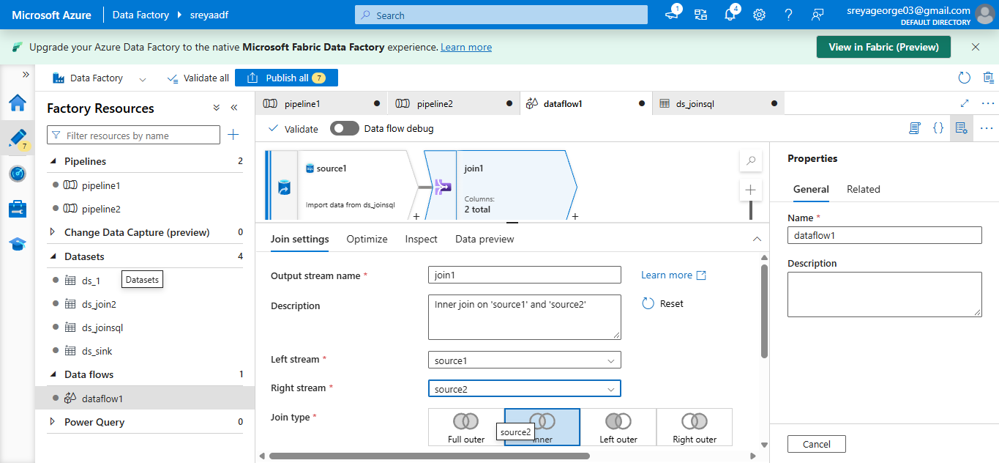 Microsoft Azure Data Factory sreyaadf
Search
1
4
sreyageorge03@gmail.com
DEFAULT DIRECTORY
Upgrade your Azure Data Factory to the native Microsoft Fabric Data Factory experience. Learn more
View in Fabric (Preview)
Data Factory
Validate all
Publish all 7
7
Factory Resources
Filter resources by name
Pipelines 2
pipeline1
pipeline2
Change Data Capture (preview) 0
Datasets 4
ds_1
Datasets
ds_join2
ds_joinsql
ds_sink
Data flows 1
dataflow1
Power Query 0
pipeline1
pipeline2
dataflow1
ds_joinsql
Validate
Data flow debug
SQL
source1
Import data from ds_joinsql
+
join1
Columns:
2 total
+
Join settings Optimize Inspect Data preview
Output stream name *
join1
Learn more
Description
Inner join on 'source1' and 'source2'
Reset
Left stream *
source1
Right stream *
source2
Join type *
Full outer
Inner
source2
Left outer
Right outer
Properties
General Related
Name *
dataflow1
Description
Cancel